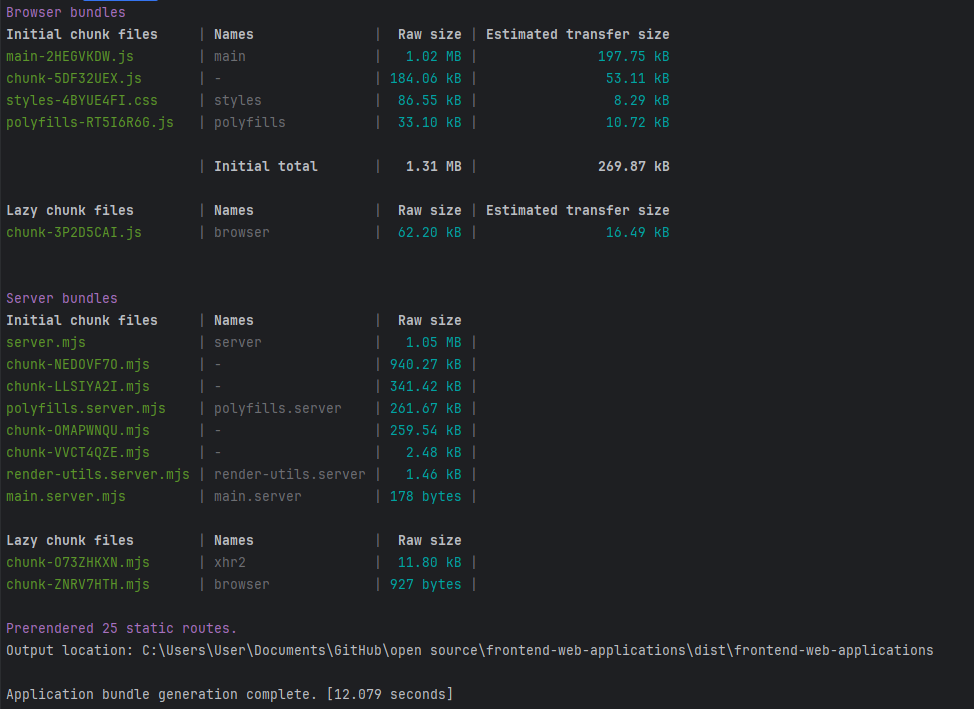 Browser bundles
Initial chunk files | Names | Raw size | Estimated transfer size
main-2HEGVKDW.js | main | 1.02 MB | 197.75 kB
chunk-5DF32UEX.js | - | 184.06 kB | 53.11 kB
styles-4BYUE4FI.css | styles | 86.55 kB | 8.29 kB
polyfills-RT5I6R6G.js | polyfills | 33.10 kB | 10.72 kB
| Initial total | 1.31 MB | 269.87 kB
Lazy chunk files | Names | Raw size | Estimated transfer size
chunk-3P2D5CAI.js | browser | 62.20 kB | 16.49 kB
Server bundles
Initial chunk files | Names | Raw size
server.mjs | server | 1.05 MB |
chunk-NEDOVF7O.mjs | - | 940.27 kB |
chunk-LLSIYA2I.mjs | - | 341.42 kB |
polyfills.server.mjs | polyfills.server | 261.67 kB |
chunk-OMAPWNQU.mjs | - | 259.54 kB |
chunk-VVCT4QZE.mjs | - | 2.48 kB |
render-utils.server.mjs | render-utils.server | 1.46 kB |
main.server.mjs | main.server | 178 bytes |
Lazy chunk files | Names | Raw size
chunk-O73ZHKXN.mjs | xhr2 | 11.80 kB |
chunk-ZNRV7HTH.mjs | browser | 927 bytes |
Prerendered 25 static routes.
Output location: C:\Users\User\Documents\GitHub\open source\frontend-web-applications\dist\frontend-web-applications
Application bundle generation complete. [12.079 seconds]